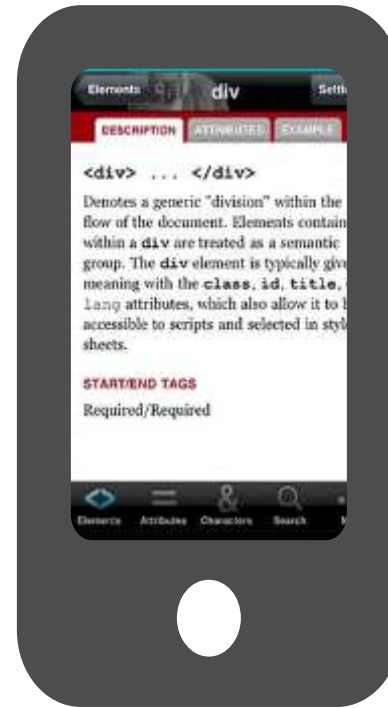 Elements div Setti
DESCRIPTION ATTRIBUTES EXAMPLE
<div> ... </div>
Denotes a generic "division" within the
flow of the document. Elements contain
within a div are treated as a semantic
group. The div element is typically give
meaning with the class, id, title,
lang attributes, which also allow it to b
accessible to scripts and selected in style
sheets.
START/END TAGS
Required/Required
Elements Attributes Characters Search M